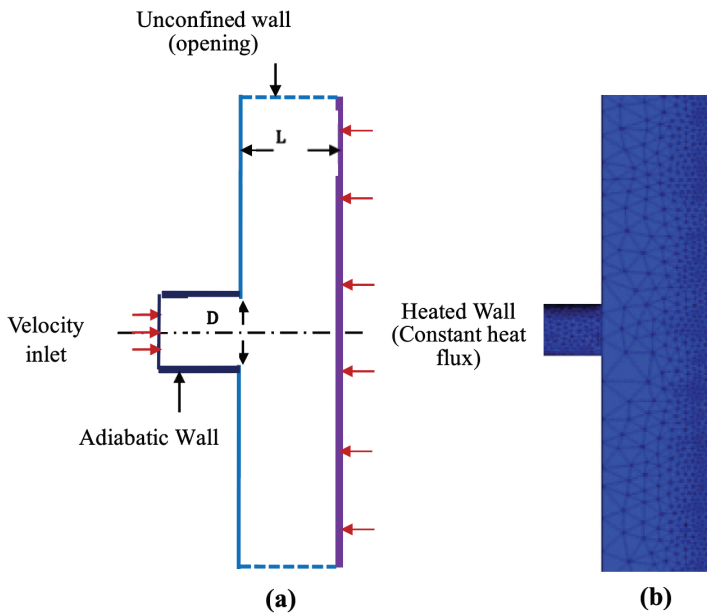 Unconfined wall
(opening)
L
Velocity
inlet
D
Heated Wall
(Constant heat
flux)
Adiabatic Wall
(a)
(b)